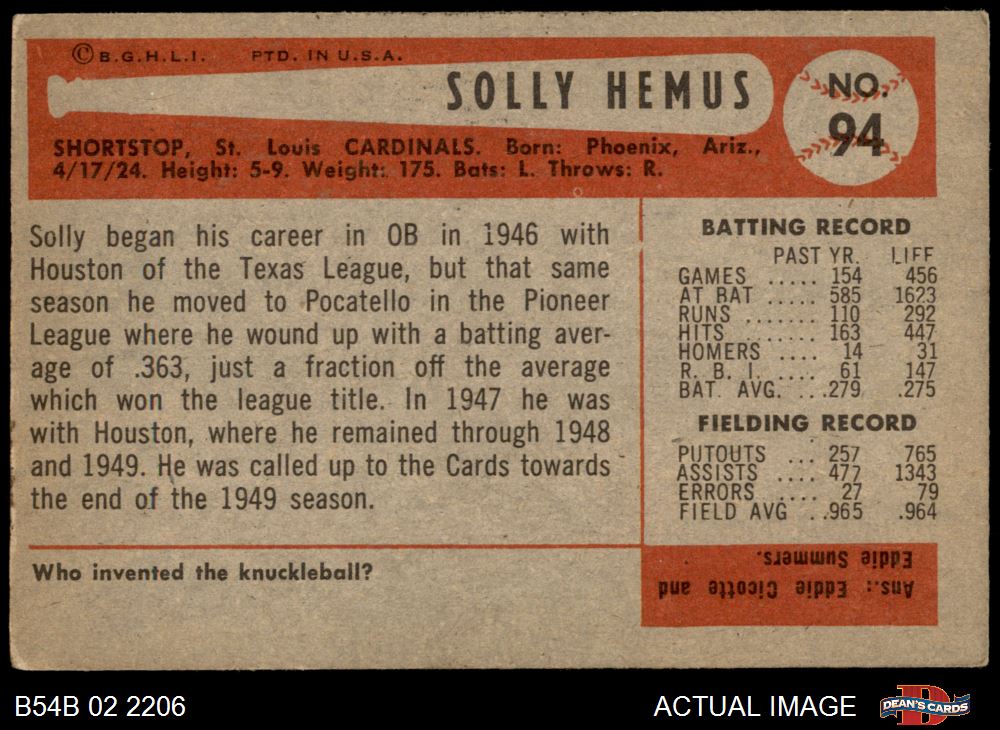 ©B.G.H.L.I. PTD. IN U.S.A.
SOLLY HEMUS
NO.
94
SHORTSTOP, St. Louis CARDINALS. Born: Phoenix, Ariz.,
4/17/24. Height: 5-9. Weight: 175. Bats: L. Throws: R.
Solly began his career in OB in 1946 with
Houston of the Texas League, but that same
season he moved to Pocatello in the Pioneer
League where he wound up with a batting aver-
age of .363, just a fraction off the average
which won the league title. In 1947 he was
with Houston, where he remained through 1948
and 1949. He was called up to the Cards towards
the end of the 1949 season.
BATTING RECORD
PAST YR. LIFE
GAMES ..... 154 456
AT BAT ..... 585 1623
RUNS ....... 110 292
HITS ...... 163 447
HOMERS .... 14 31
R. B. I. .... 61 147
BAT. AVG. ...279 .275
FIELDING RECORD
PUTOUTS ... 257 765
ASSISTS .... 477 1343
ERRORS .... 27 79
FIELD AVG ..965 .964
Who invented the knuckleball?
Ans.: Eddie Cicotte and
Eddie Summers.
B54B 02 2206
ACTUAL IMAGE
D
DEAN'S CARDS